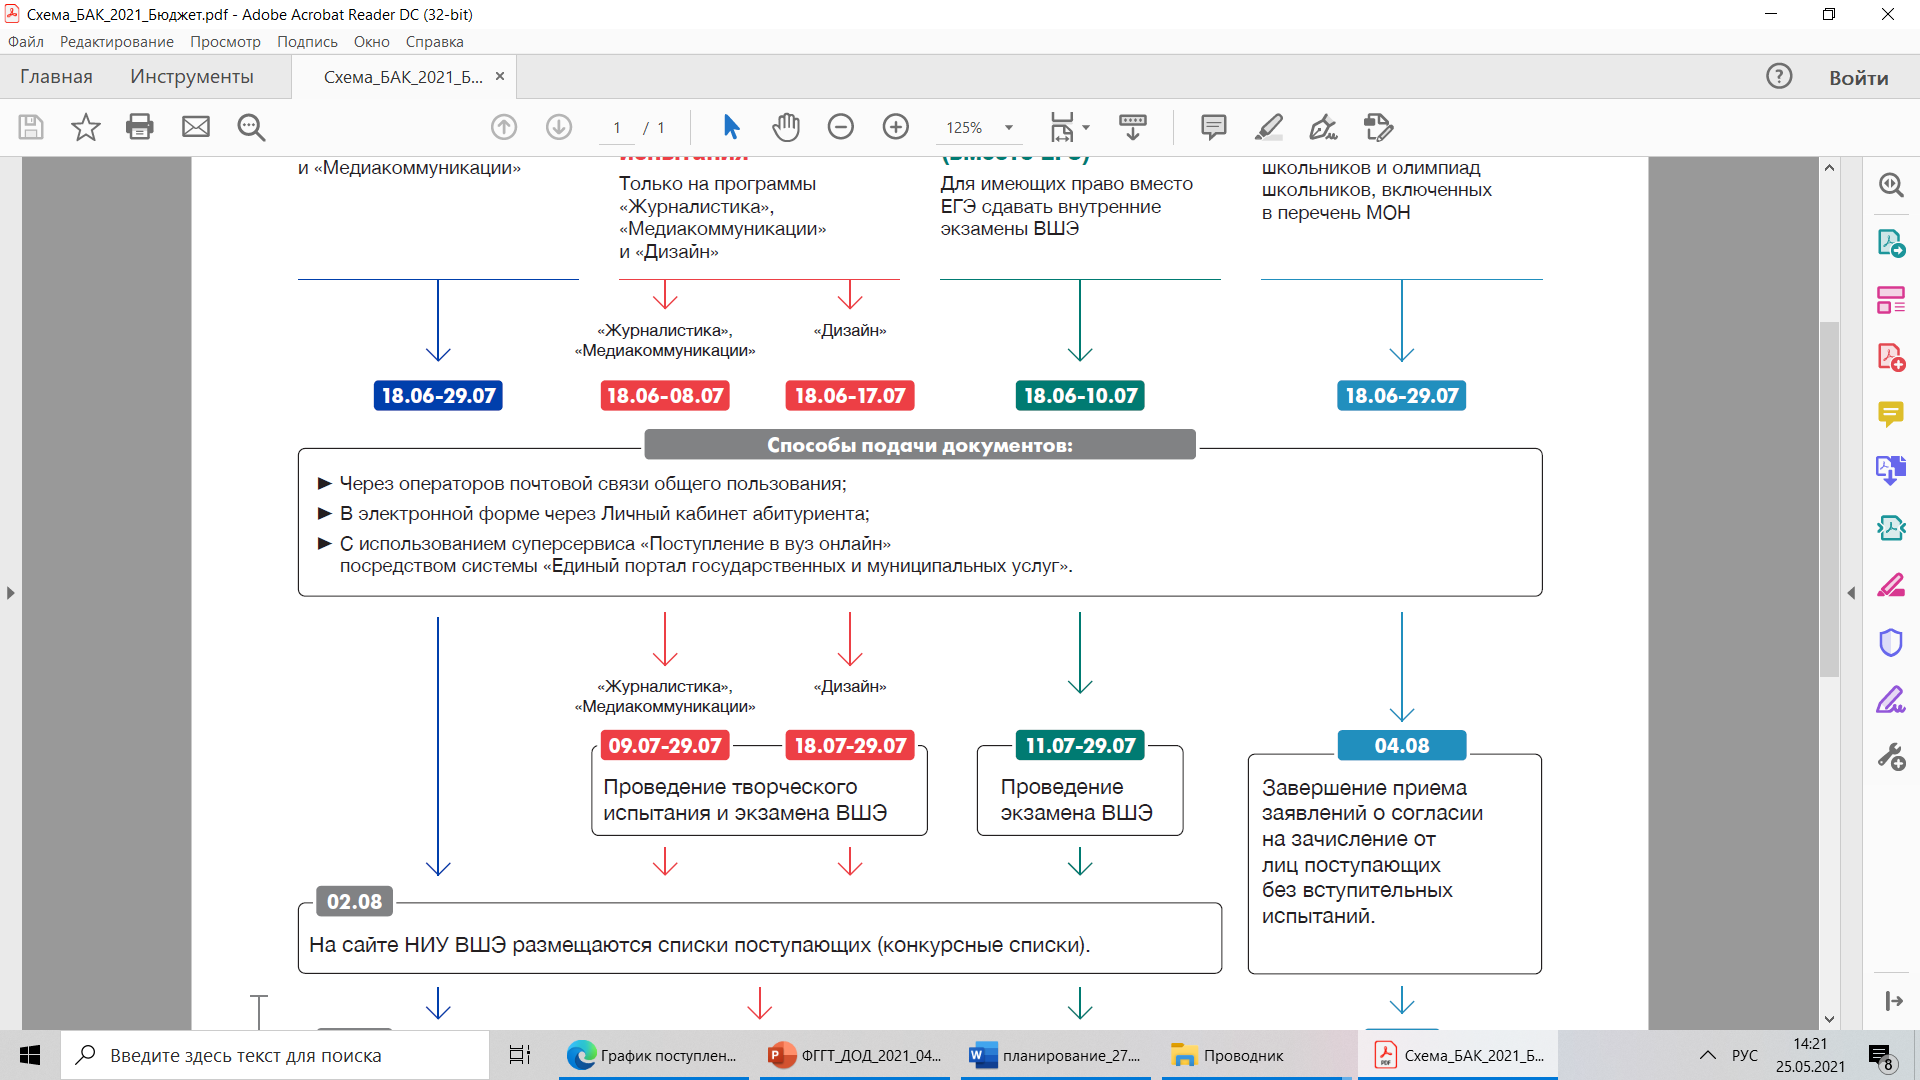 Схема_БАК_2021_Бюджет.pdf - Adobe Acrobat Reader DC (32-bit)
Файл Редактирование Просмотр Подпись Окно Справка
Главная Инструменты Схема_БАК_2021_Б... × Войти
1 / 1 125%
и «Медиакоммуникации»
испытания
Только на программы
«Журналистика»,
«Медиакоммуникации»
и «Дизайн»
(вместо ЕГЭ)
Для имеющих право вместо
ЕГЭ сдавать внутренние
экзамены ВШЭ
школьников и олимпиад
школьников, включенных
в перечень МОН
«Журналистика»,
«Медиакоммуникации»
«Дизайн»
18.06-29.07 18.06-08.07 18.06-17.07 18.06-10.07 18.06-29.07
Способы подачи документов:
► Через операторов почтовой связи общего пользования;
► В электронной форме через Личный кабинет абитуриента;
► С использованием суперсервиса «Поступление в вуз онлайн»
посредством системы «Единый портал государственных и муниципальных услуг».
«Журналистика»,
«Медиакоммуникации»
«Дизайн»
09.07-29.07 18.07-29.07
Проведение творческого
испытания и экзамена ВШЭ
11.07-29.07
Проведение
экзамена ВШЭ
04.08
Завершение приема
заявлений о согласии
на зачисление от
лиц поступающих
без вступительных
испытаний.
02.08
На сайте НИУ ВШЭ размещаются списки поступающих (конкурсные списки).
Введите здесь текст для поиска
График поступлен... ФГГТ_ДОД_2021_04... планирование_27.... Проводник Схема_БАК_2021_Б...
РУС
14:21
25.05.2021
8